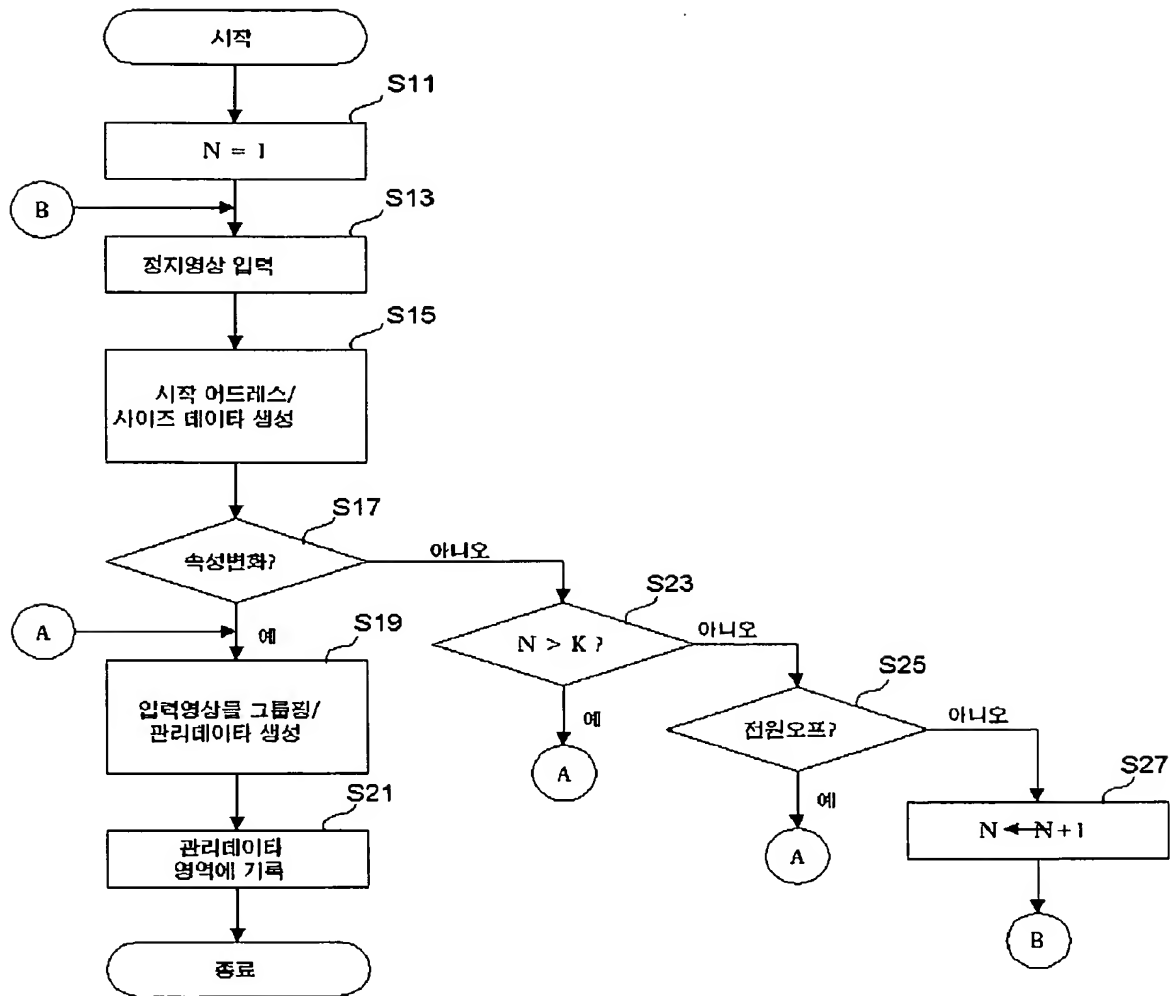 시작
S11
N = 1
B
S13
정지영상 입력
S15
시작 어드레스/
사이즈 데이타 생성
S17
속성변화?
아니오
예
A
S19
입력영상들 그룹핑/
관리데이타 생성
S21
관리데이타
영역에 기록
종료
S23
N > K ?
아니오
예
A
S25
전원오프?
아니오
예
A
S27
N ← N+1
B